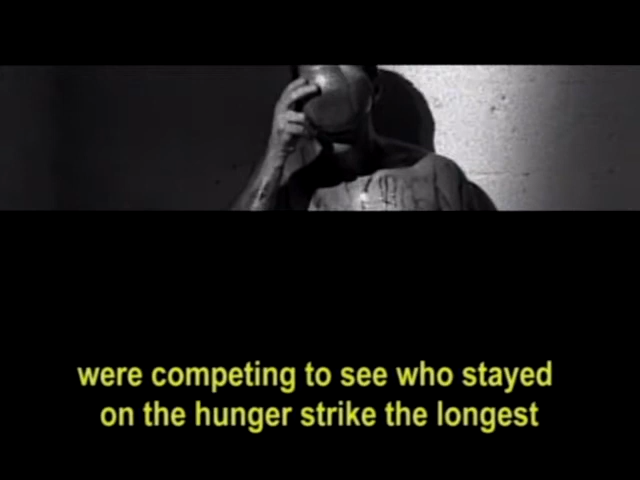 were competing to see who stayed
on the hunger strike the longest